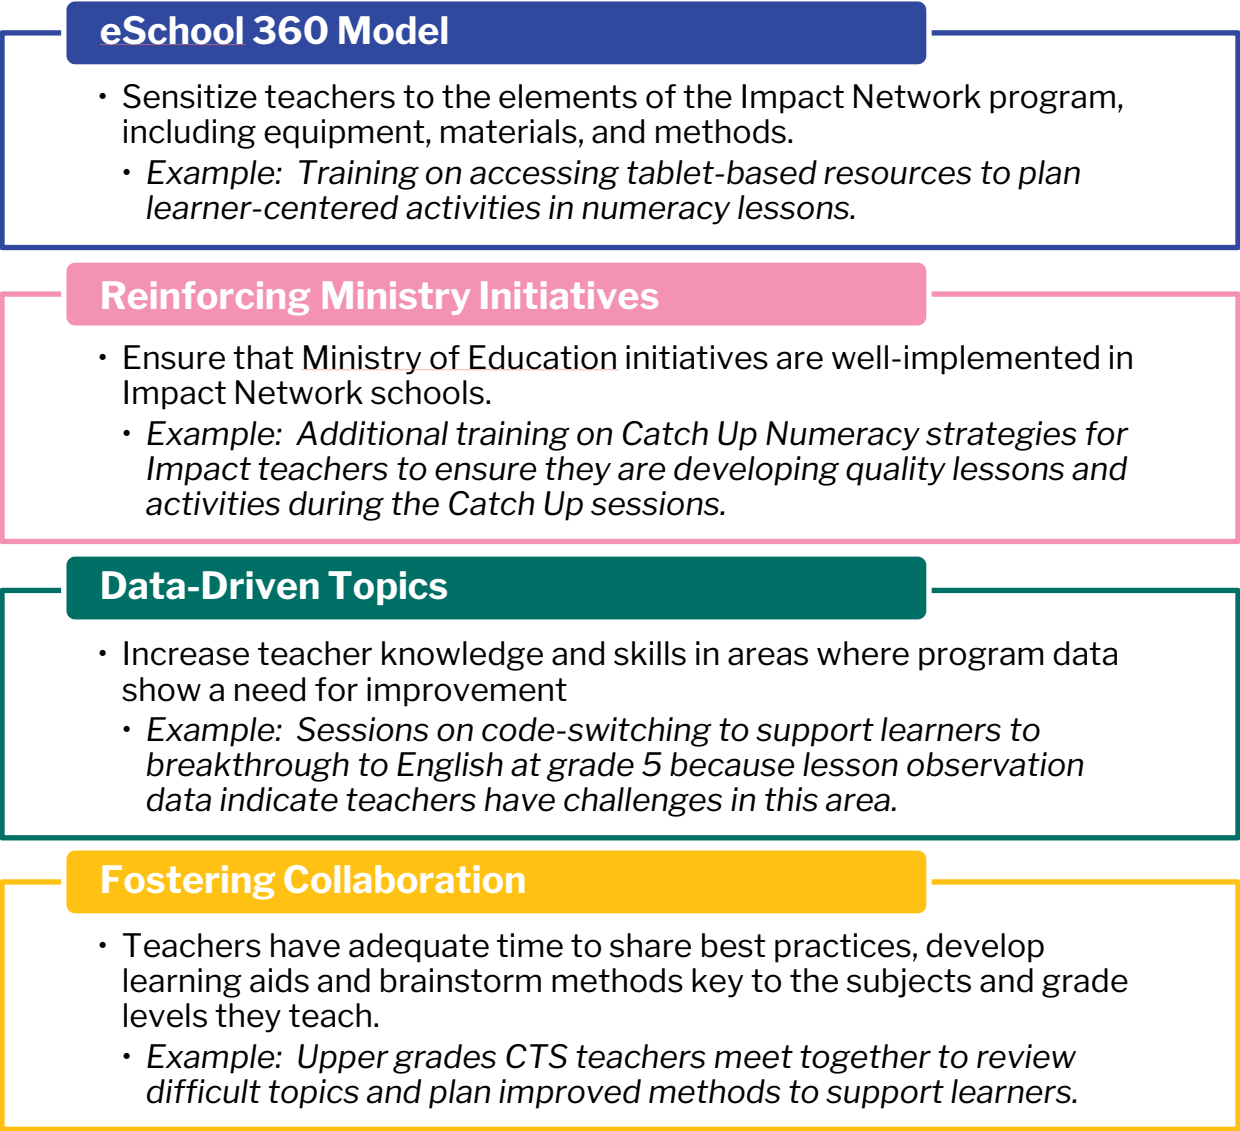 eSchool 360 Model
• Sensitize teachers to the elements of the Impact Network program,
including equipment, materials, and methods.
• Example:  Training on accessing tablet-based resources to plan
learner-centered activities in numeracy lessons.
Reinforcing Ministry Initiatives
• Ensure that Ministry of Education initiatives are well-implemented in
Impact Network schools.
• Example:  Additional training on Catch Up Numeracy strategies for
Impact teachers to ensure they are developing quality lessons and
activities during the Catch Up sessions.
Data-Driven Topics
• Increase teacher knowledge and skills in areas where program data
show a need for improvement
• Example:  Sessions on code-switching to support learners to
breakthrough to English at grade 5 because lesson observation
data indicate teachers have challenges in this area.
Fostering Collaboration
• Teachers have adequate time to share best practices, develop
learning aids and brainstorm methods key to the subjects and grade
levels they teach.
• Example:  Upper grades CTS teachers meet together to review
difficult topics and plan improved methods to support learners.